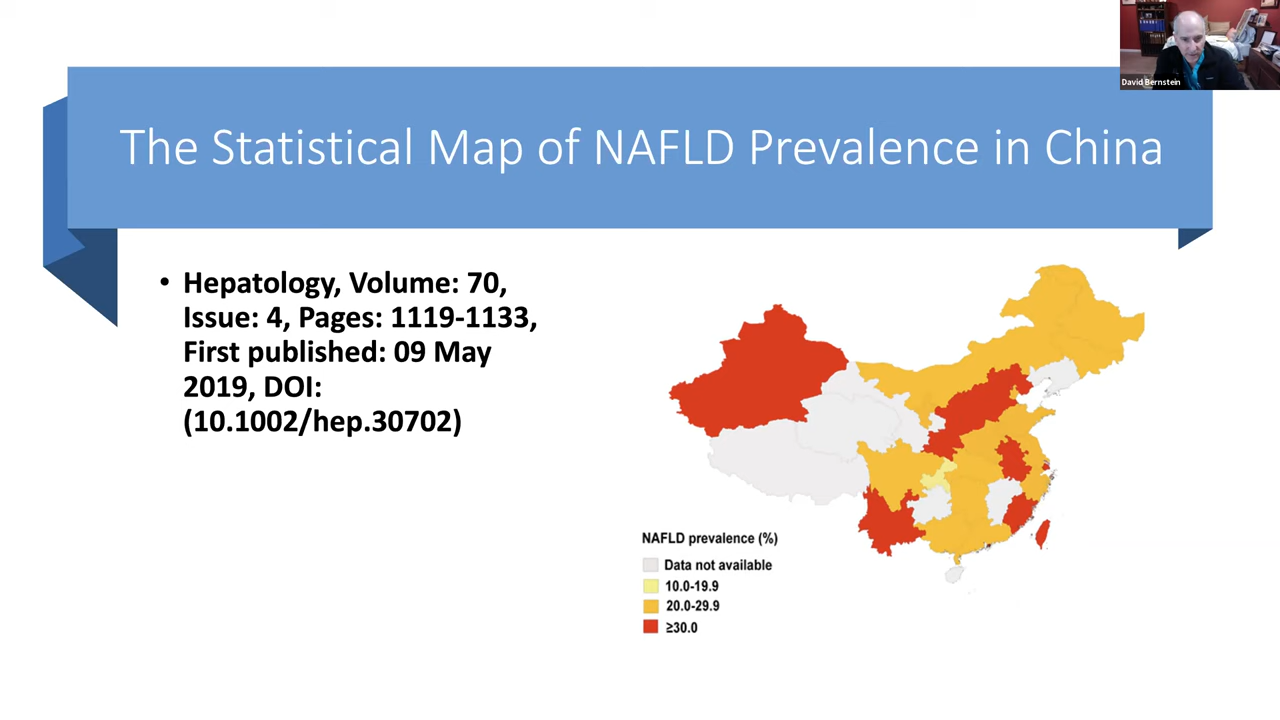 David Bernstein
The Statistical Map of NAFLD Prevalence in China
• Hepatology, Volume: 70,
Issue: 4, Pages: 1119-1133,
First published: 09 May
2019, DOI:
(10.1002/hep.30702)
NAFLD prevalence (%)
Data not available
10.0-19.9
20.0-29.9
≥30.0